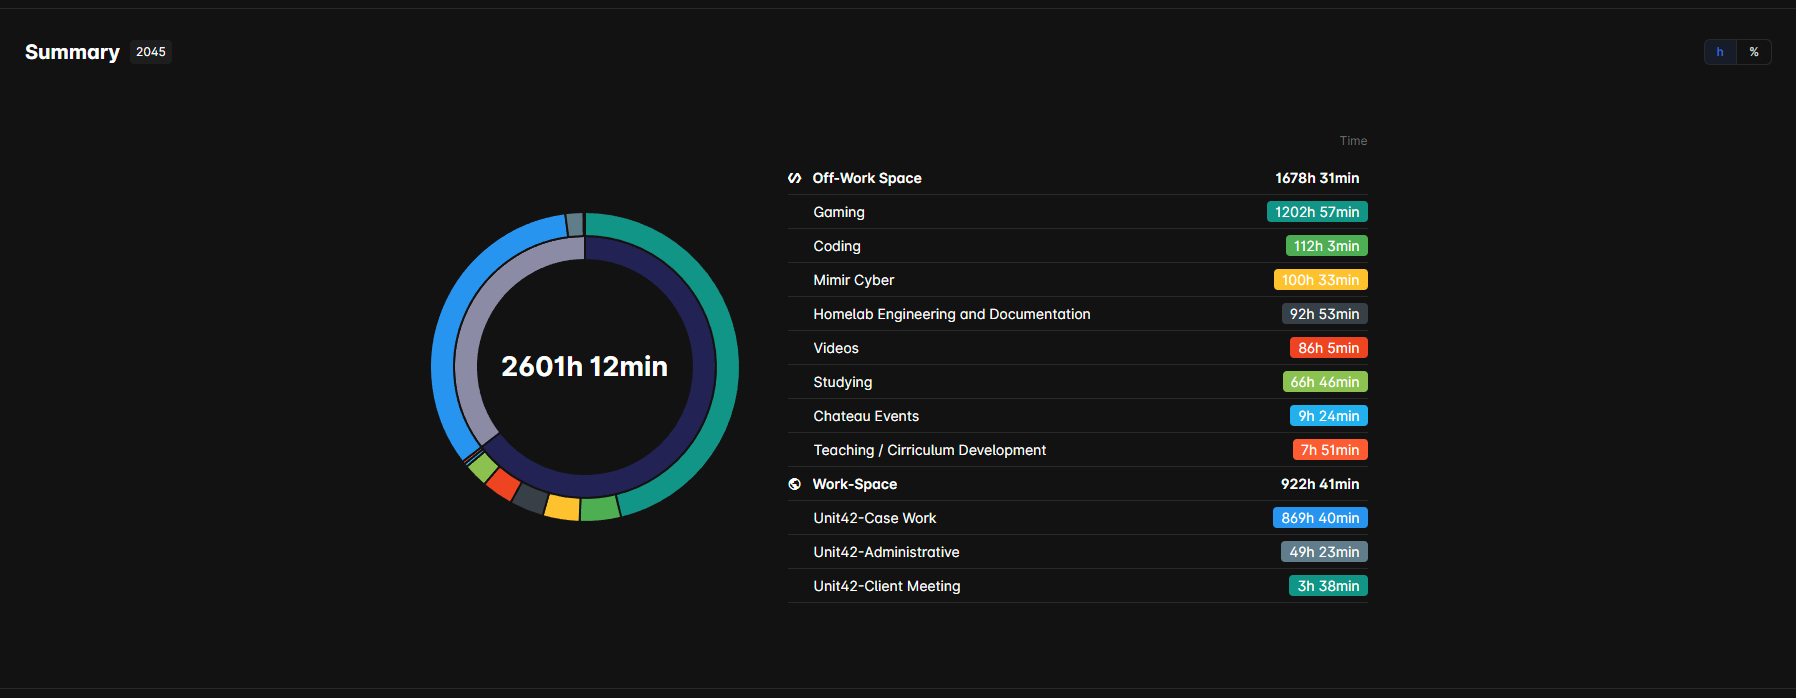 Summary 2045
h %
Time
Off-Work Space 1678h 31min
Gaming 1202h 57min
Coding 112h 3min
Mimir Cyber 100h 33min
Homelab Engineering and Documentation 92h 53min
Videos 86h 5min
2601h 12min
Studying 66h 46min
Chateau Events 9h 24min
Teaching / Cirriculum Development 7h 51min
Work-Space 922h 41min
Unit42-Case Work 869h 40min
Unit42-Administrative 49h 23min
Unit42-Client Meeting 3h 38min